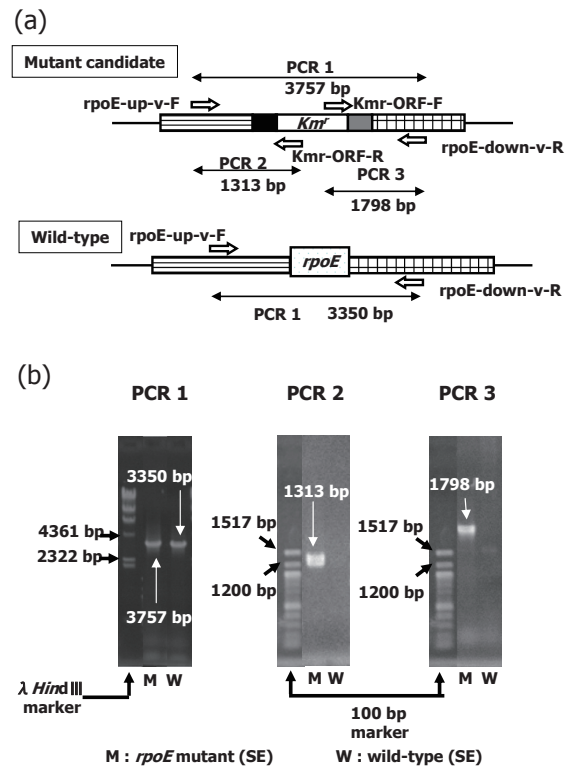 (a)
Mutant candidate
PCR 1
3757 bp
rpoE-up-v-F
Kmr-ORF-F
Kmʳ
Kmr-ORF-R
rpoE-down-v-R
PCR 2
1313 bp
PCR 3
1798 bp
Wild-type
rpoE-up-v-F
rpoE
rpoE-down-v-R
PCR 1 3350 bp
(b)
PCR 1 PCR 2 PCR 3
3350 bp
4361 bp
2322 bp
3757 bp
M W
λ HindⅢ
marker
1313 bp
1517 bp
1200 bp
M W
1798 bp
1517 bp
1200 bp
M W
100 bp
marker
M : rpoE mutant (SE) W : wild-type (SE)